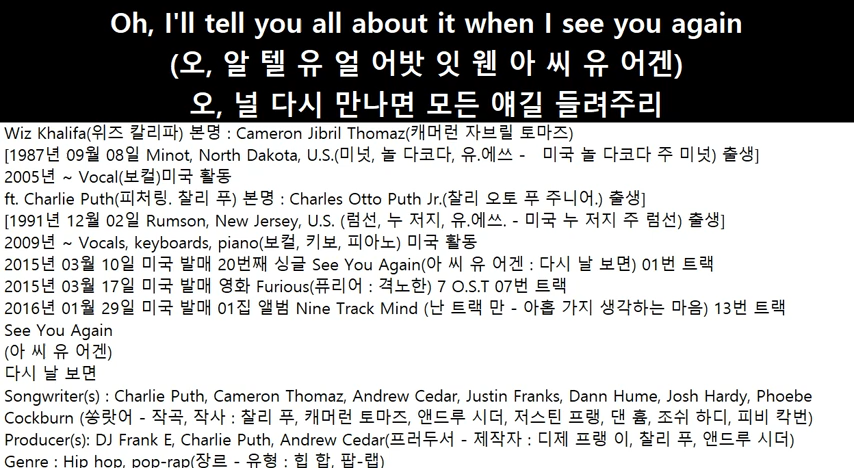 Oh, I'll tell you all about it when I see you again
(오, 알 텔 유 얼 어밧 잇 웬 아 씨 유 어겐)
오, 널 다시 만나면 모든 얘길 들려주리
Wiz Khalifa(위즈 칼리파) 본명 : Cameron Jibril Thomaz(캐머런 자브릴 토마즈)
[1987년 09월 08일 Minot, North Dakota, U.S.(미넛, 놀 다코다, 유.에쓰 - 미국 놀 다코다 주 미넛) 출생]
2005년 ~ Vocal(보컬)미국 활동
ft. Charlie Puth(피처링. 찰리 푸) 본명 : Charles Otto Puth Jr.(찰리 오토 푸 주니어.) 출생]
[1991년 12월 02일 Rumson, New Jersey, U.S. (럼선, 누 저지, 유.에쓰. - 미국 누 저지 주 럼선) 출생]
2009년 ~ Vocals, keyboards, piano(보컬, 키보, 피아노) 미국 활동
2015년 03월 10일 미국 발매 20번째 싱글 See You Again(아 씨 유 어겐 : 다시 날 보면) 01번 트랙
2015년 03월 17일 미국 발매 영화 Furious(퓨리어 : 격노한) 7 O.S.T 07번 트랙
2016년 01월 29일 미국 발매 01집 앨범 Nine Track Mind (난 트랙 만 - 아홉 가지 생각하는 마음) 13번 트랙
See You Again
(아 씨 유 어겐)
다시 날 보면
Songwriter(s) : Charlie Puth, Cameron Thomaz, Andrew Cedar, Justin Franks, Dann Hume, Josh Hardy, Phoebe
Cockburn (쏭랏어 - 작곡, 작사 : 찰리 푸, 캐머런 토마즈, 앤드루 시더, 저스틴 프랭, 댄 흄, 조쉬 하디, 피비 칵번)
Producer(s): DJ Frank E, Charlie Puth, Andrew Cedar(프러두서 - 제작자 : 디제 프랭 이, 찰리 푸, 앤드루 시더)
Genre : Hip hop, pop-rap(장르 - 유형 : 힙 합, 팝-랩)